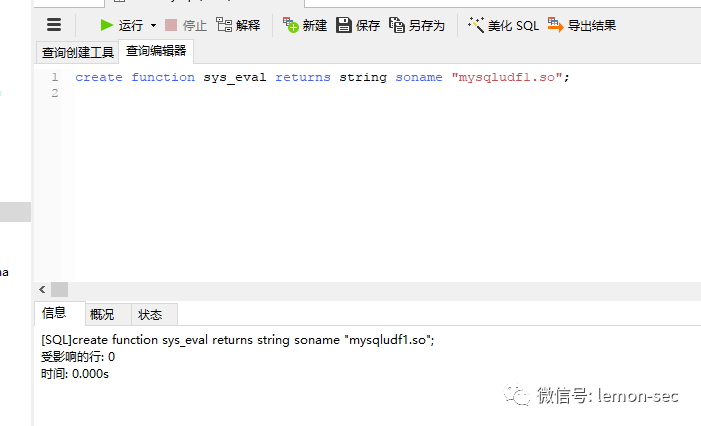 运行 停止 解释 新建 保存 另存为 美化 SQL 导出结果
查询创建工具 查询编辑器
1 create function sys_eval returns string soname "mysqludf1.so";
2
na
信息 概况 状态
[SQL]create function sys_eval returns string soname "mysqludf1.so";
受影响的行: 0
时间: 0.000s
微信号: lemon-sec